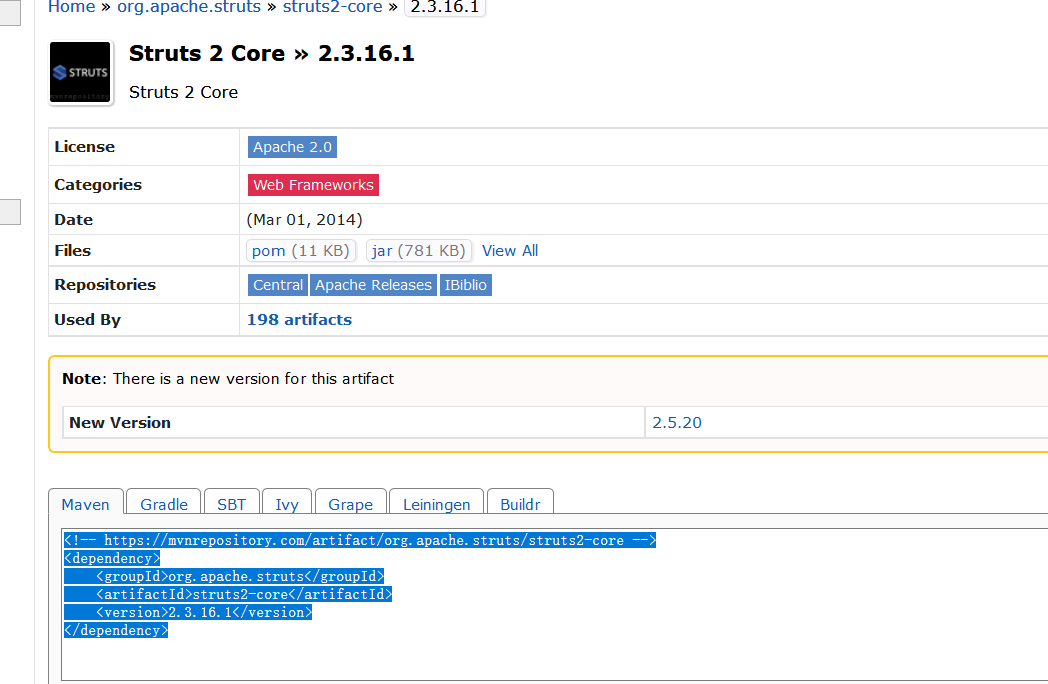 Home » org.apache.struts » struts2-core » 2.3.16.1
Struts 2 Core » 2.3.16.1
STRUTS
Struts 2 Core
License Apache 2.0
Categories Web Frameworks
Date (Mar 01, 2014)
Files pom (11 KB) jar (781 KB) View All
Repositories Central Apache Releases IBiblio
Used By 198 artifacts
Note: There is a new version for this artifact
New Version 2.5.20
Maven Gradle SBT Ivy Grape Leiningen Buildr
<!-- https://mvnrepository.com/artifact/org.apache.struts/struts2-core -->
<dependency>
    <groupId>org.apache.struts</groupId>
    <artifactId>struts2-core</artifactId>
    <version>2.3.16.1</version>
</dependency>